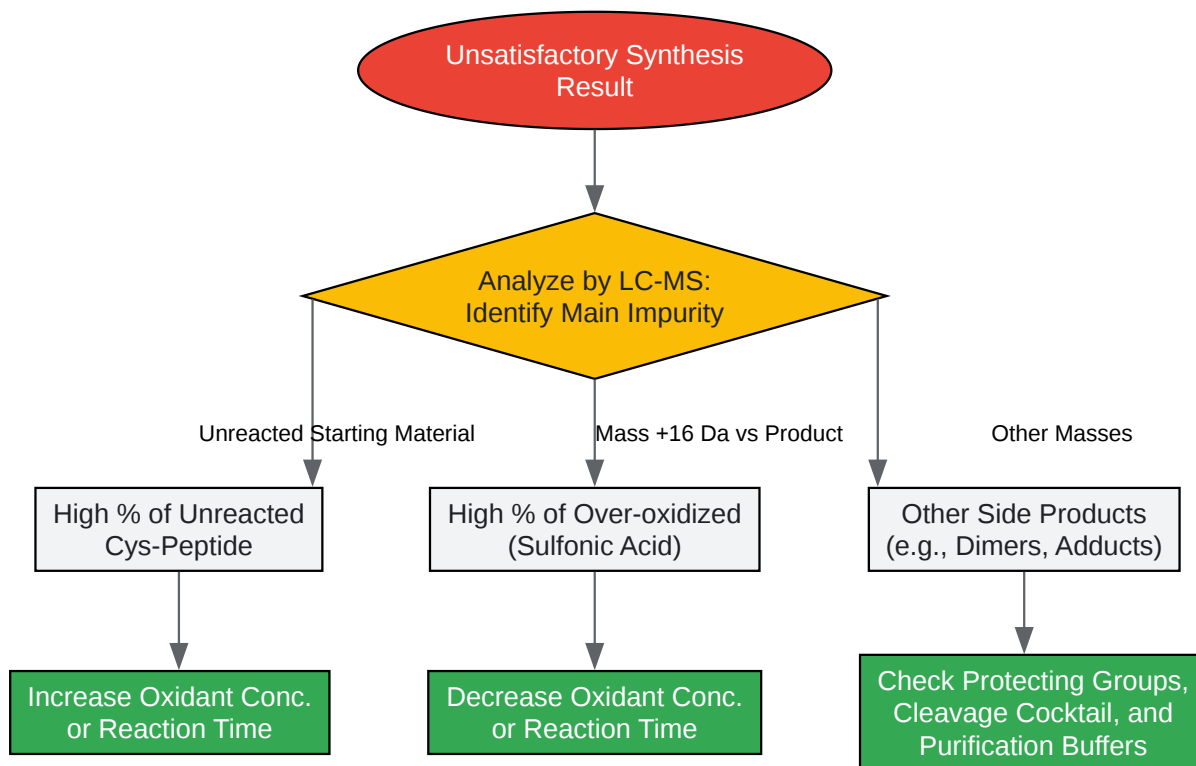 Unsatisfactory Synthesis
Result
Analyze by LC-MS:
Identify Main Impurity
Unreacted Starting Material
Mass +16 Da vs Product
Other Masses
High % of Unreacted
Cys-Peptide
High % of Over-oxidized
(Sulfonic Acid)
Other Side Products
(e.g., Dimers, Adducts)
Increase Oxidant Conc.
or Reaction Time
Decrease Oxidant Conc.
or Reaction Time
Check Protecting Groups,
Cleavage Cocktail, and
Purification Buffers